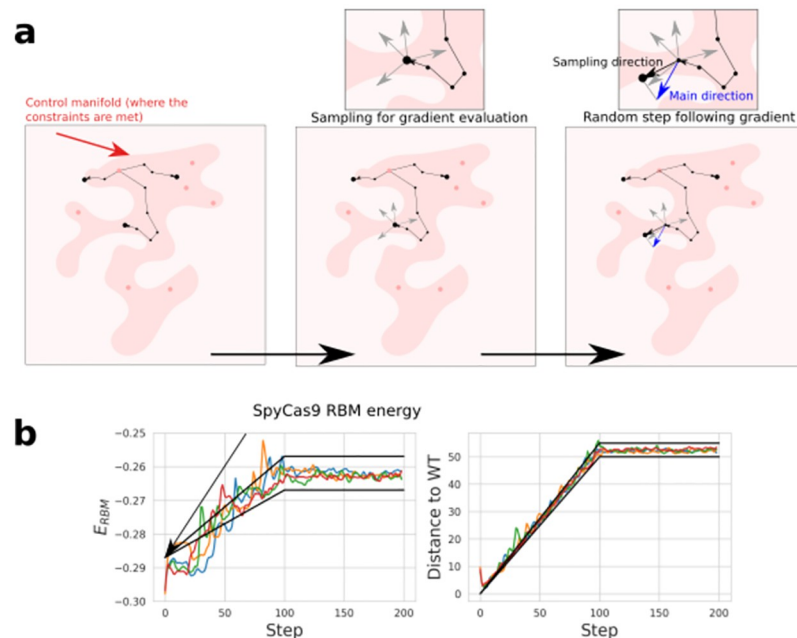 a
Control manifold (where the
constraints are met)
Sampling for gradient evaluation
Sampling direction
Main direction
Random step following gradient
b
SpyCas9 RBM energy
E_RBM
−0.25
−0.26
−0.27
−0.28
−0.29
−0.30
0
50
100
150
200
Step
Distance to WT
50
40
30
20
10
0
0
50
100
150
200
Step